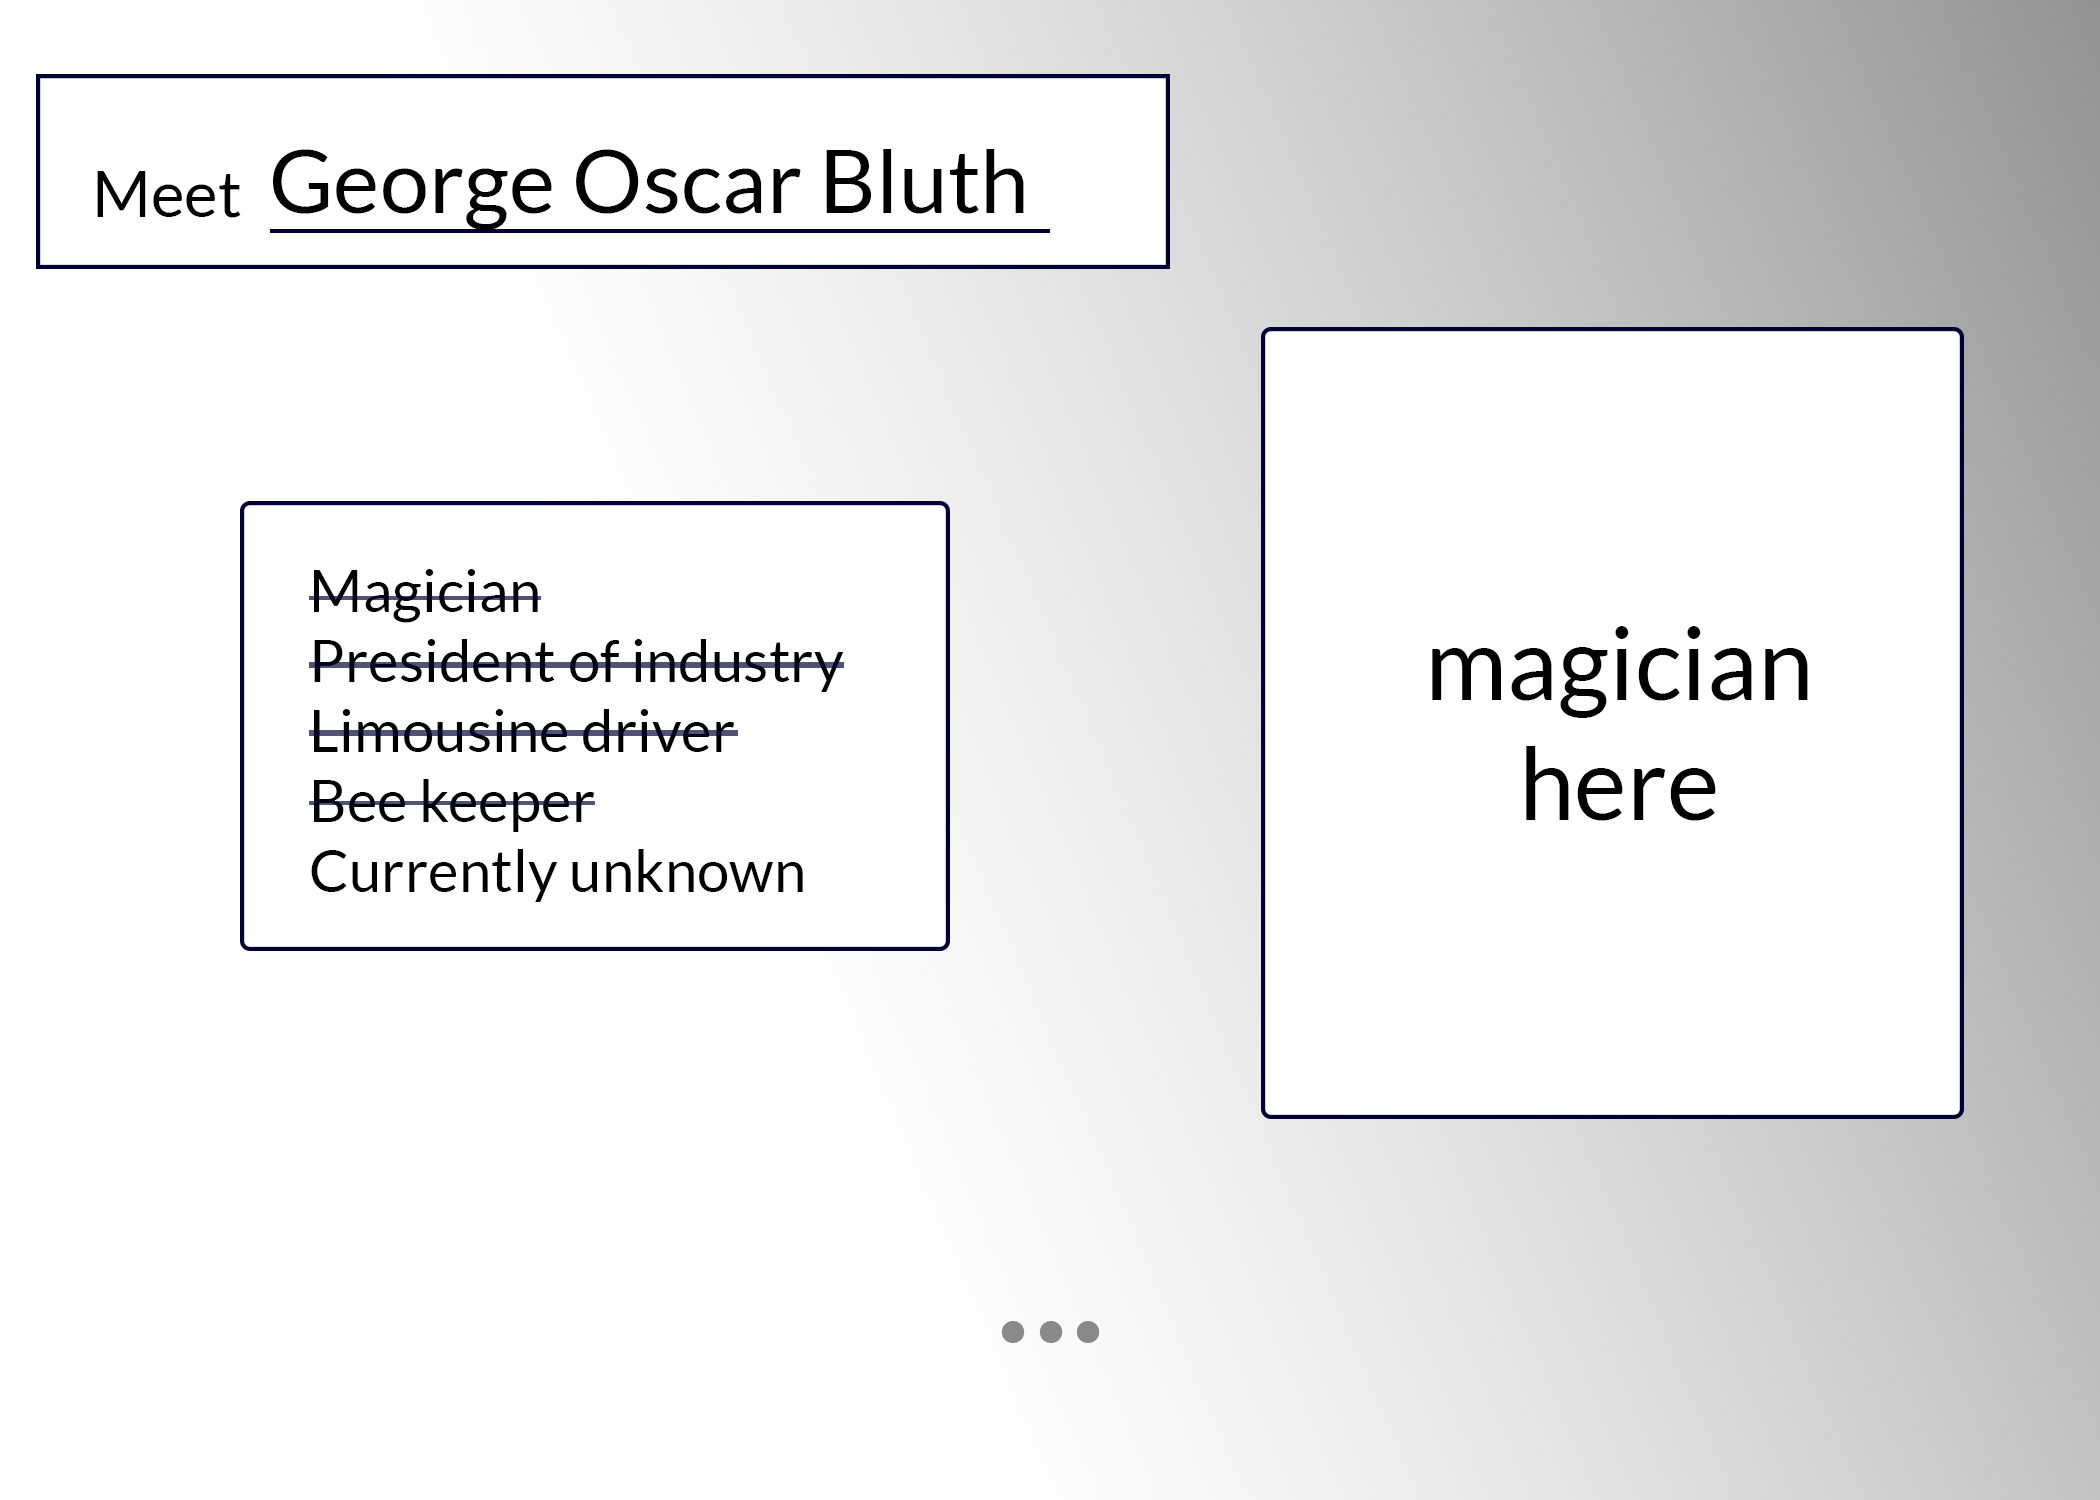 Meet George Oscar Bluth
Magician
President of industry
Limousine driver
Bee keeper
Currently unknown
magician
here